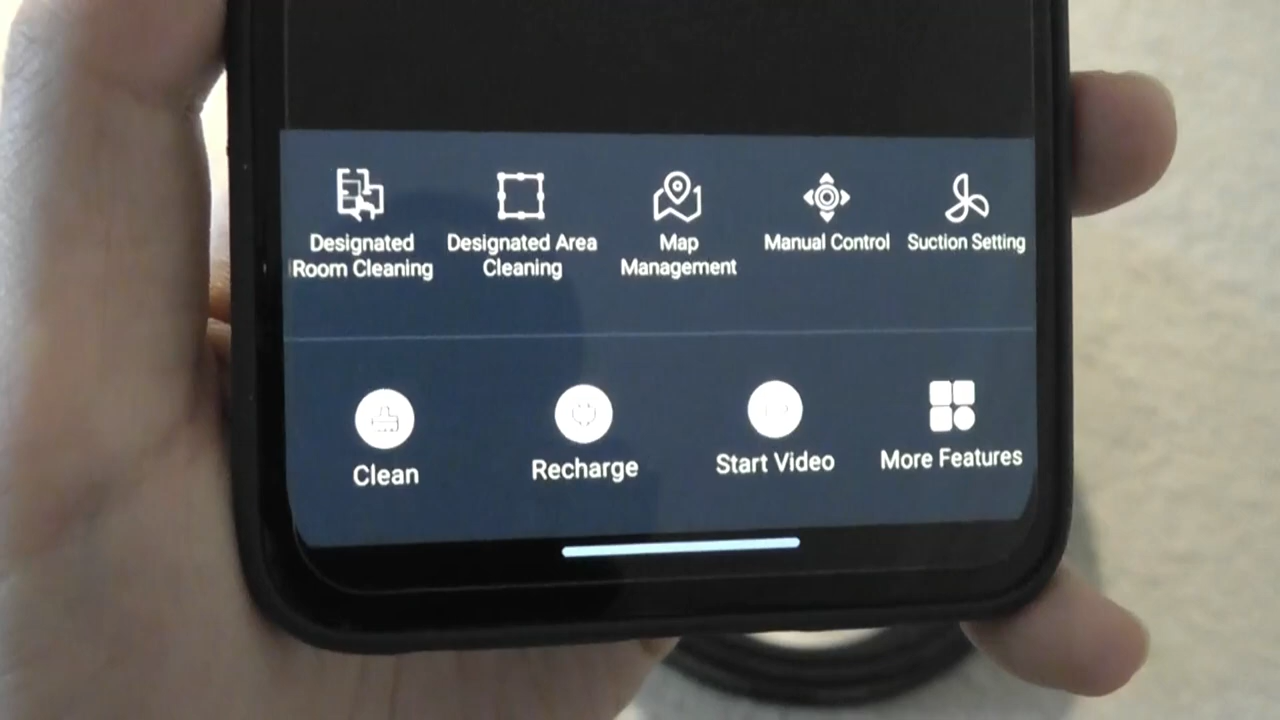 Designated
Room Cleaning
Designated Area
Cleaning
Map
Management
Manual Control
Suction Setting
Clean
Recharge
Start Video
More Features